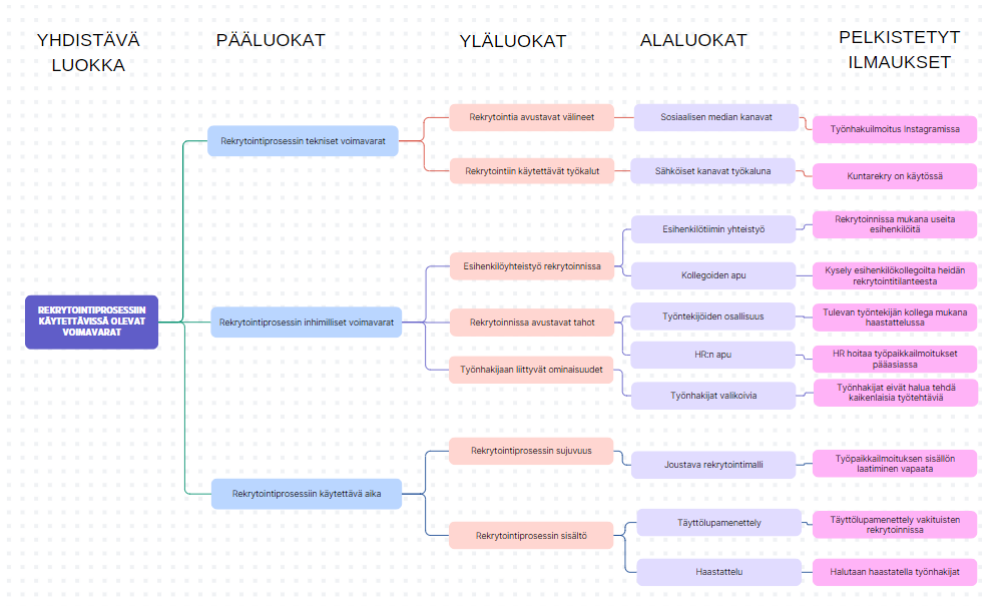 YHDISTÄVÄ
LUOKKA
PÄÄLUOKAT
YLÄLUOKAT
ALALUOKAT
PELKISTETYT
ILMAUKSET
REKRYTOINTIPROSESSIIN
KÄYTETTÄVISSÄ OLEVAT
VOIMAVARAT
Rekrytointiprosessin tekniset voimavarat
Rekrytointia avustavat välineet
Sosiaalisen median kanavat
Työnhakuilmoitus Instagramissa
Rekrytointiin käytettävät työkalut
Sähköiset kanavat työkaluna
Kuntarekry on käytössä
Rekrytointiprosessin inhimilliset voimavarat
Esihenkilöyhteistyö rekrytoinnissa
Esihenkilötiimin yhteistyö
Rekrytoinnissa mukana useita
esihenkilöitä
Kollegoiden apu
Kysely esihenkilökollegoilta heidän
rekrytointitilanteesta
Rekrytoinnissa avustavat tahot
Työntekijöiden osallisuus
Tulevan työntekijän kollega mukana
haastattelussa
HR:n apu
HR hoitaa työpaikkailmoitukset
pääasiassa
Työnhakijaan liittyvät ominaisuudet
Työnhakijat valikoivia
Työnhakijat eivät halua tehdä
kaikenlaisia työtehtäviä
Rekrytointiprosessiin käytettävä aika
Rekrytointiprosessin sujuvuus
Joustava rekrytointimalli
Työpaikkailmoituksen sisällön
laatiminen vapaata
Rekrytointiprosessin sisältö
Täyttölupamenettely
Täyttölupamenettely vakituisten
rekrytoinnissa
Haastattelu
Halutaan haastatella työnhakijat